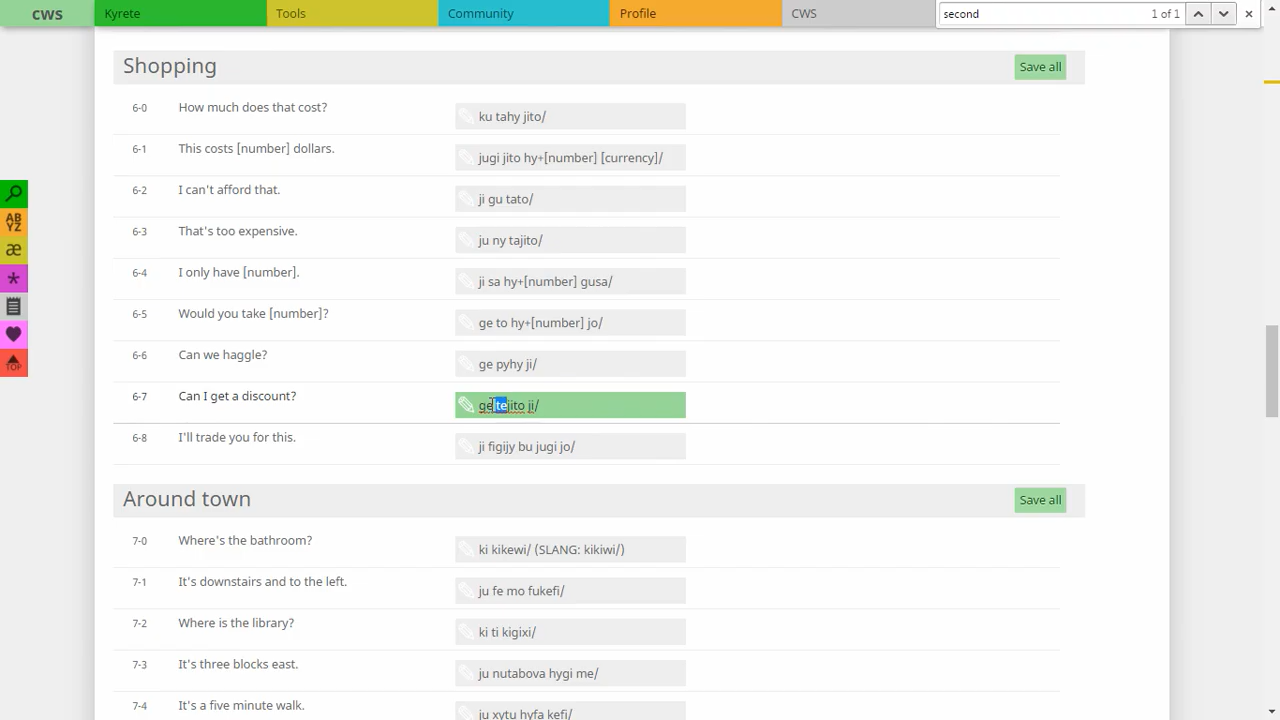 CWS Kyrete Tools Community Profile CWS second 1 of 1
Shopping Save all
6-0 How much does that cost? ku tahy jito/
6-1 This costs [number] dollars. jugi jito hy+[number] [currency]/
6-2 I can't afford that. ji gu tato/
6-3 That's too expensive. ju ny tajito/
6-4 I only have [number]. ji sa hy+[number] gusa/
6-5 Would you take [number]? ge to hy+[number] jo/
6-6 Can we haggle? ge pyhy ji/
6-7 Can I get a discount? ge tejito ji/
6-8 I'll trade you for this. ji figijy bu jugi jo/
Around town Save all
7-0 Where's the bathroom? ki kikewi/ (SLANG: kikiwi/)
7-1 It's downstairs and to the left. ju fe mo fukefi/
7-2 Where is the library? ki ti kigixi/
7-3 It's three blocks east. ju nutabova hygi me/
7-4 It's a five minute walk. ju xytu hyfa kefi/
AB
YZ
æ
*
TOP